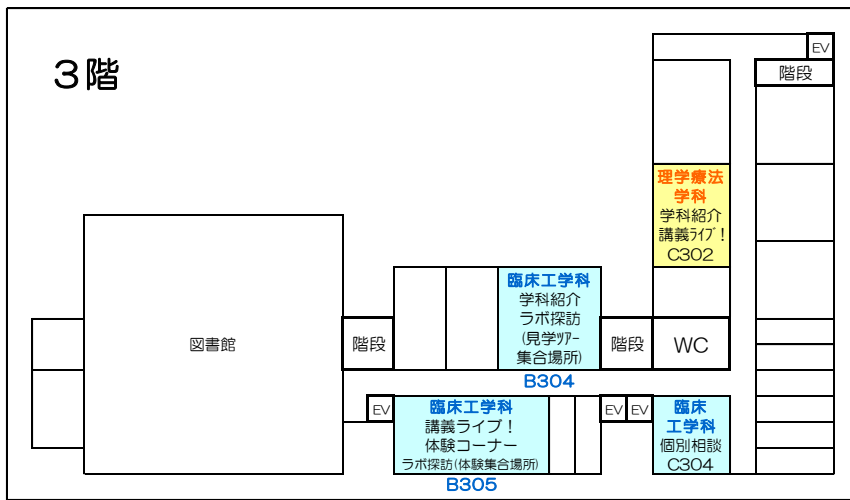 3階
EV
階段
理学療法
学科
学科紹介
講義ﾗｲﾌﾞ！
C302
臨床工学科
学科紹介
ラボ探訪
(見学ﾂｱｰ
集合場所)
B304
図書館
階段
階段
WC
EV
臨床工学科
講義ライブ！
体験コーナー
ラボ探訪(体験集合場所)
B305
EV
EV
臨床
工学科
個別相談
C304